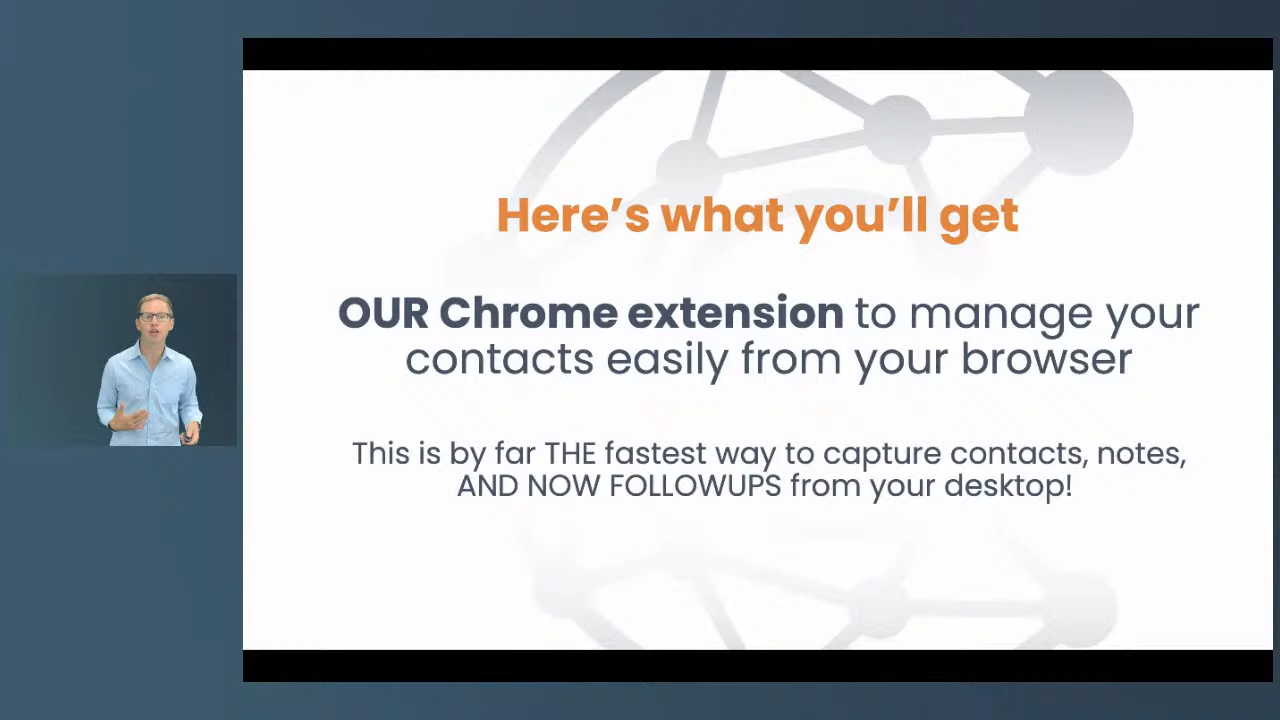 Here’s what you’ll get
OUR Chrome extension to manage your
contacts easily from your browser
This is by far THE fastest way to capture contacts, notes,
AND NOW FOLLOWUPS from your desktop!